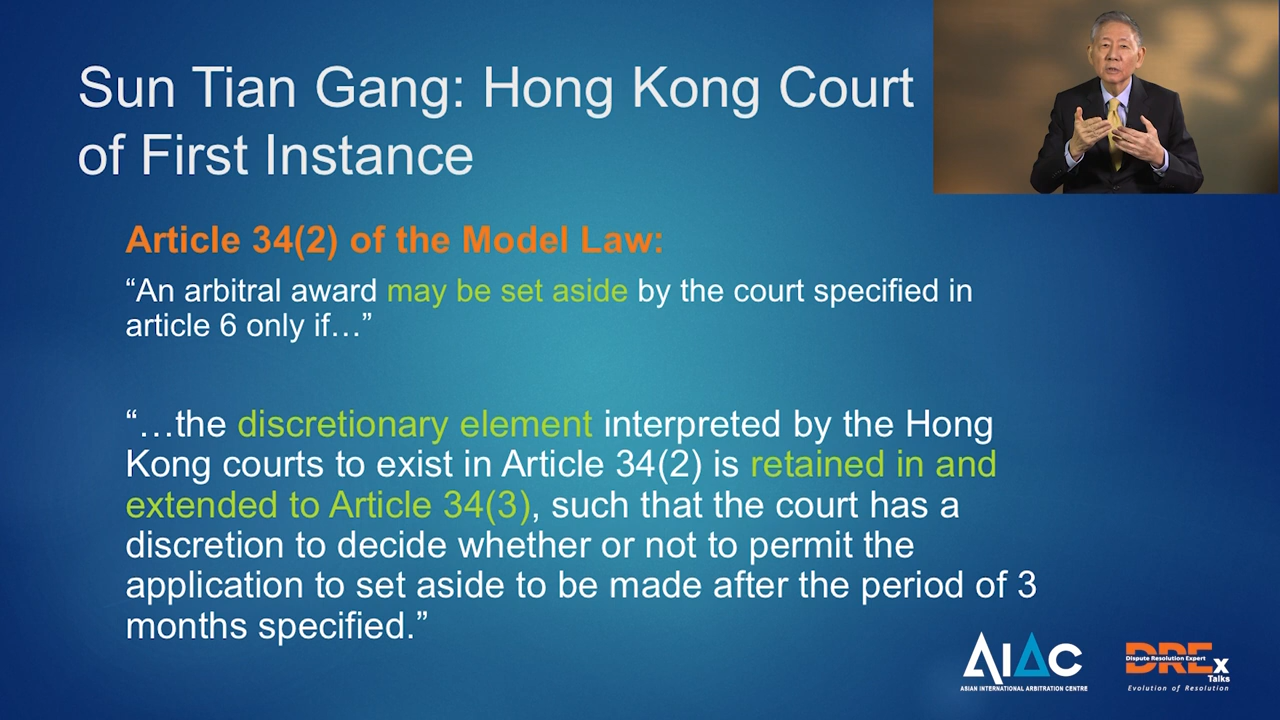 Sun Tian Gang: Hong Kong Court
of First Instance
Article 34(2) of the Model Law:
“An arbitral award may be set aside by the court specified in
article 6 only if…”
“…the discretionary element interpreted by the Hong
Kong courts to exist in Article 34(2) is retained in and
extended to Article 34(3), such that the court has a
discretion to decide whether or not to permit the
application to set aside to be made after the period of 3
months specified.”
AIAC
ASIAN INTERNATIONAL ARBITRATION CENTRE
DREx
Dispute Resolution Expert
Talks
Evolution of Resolution